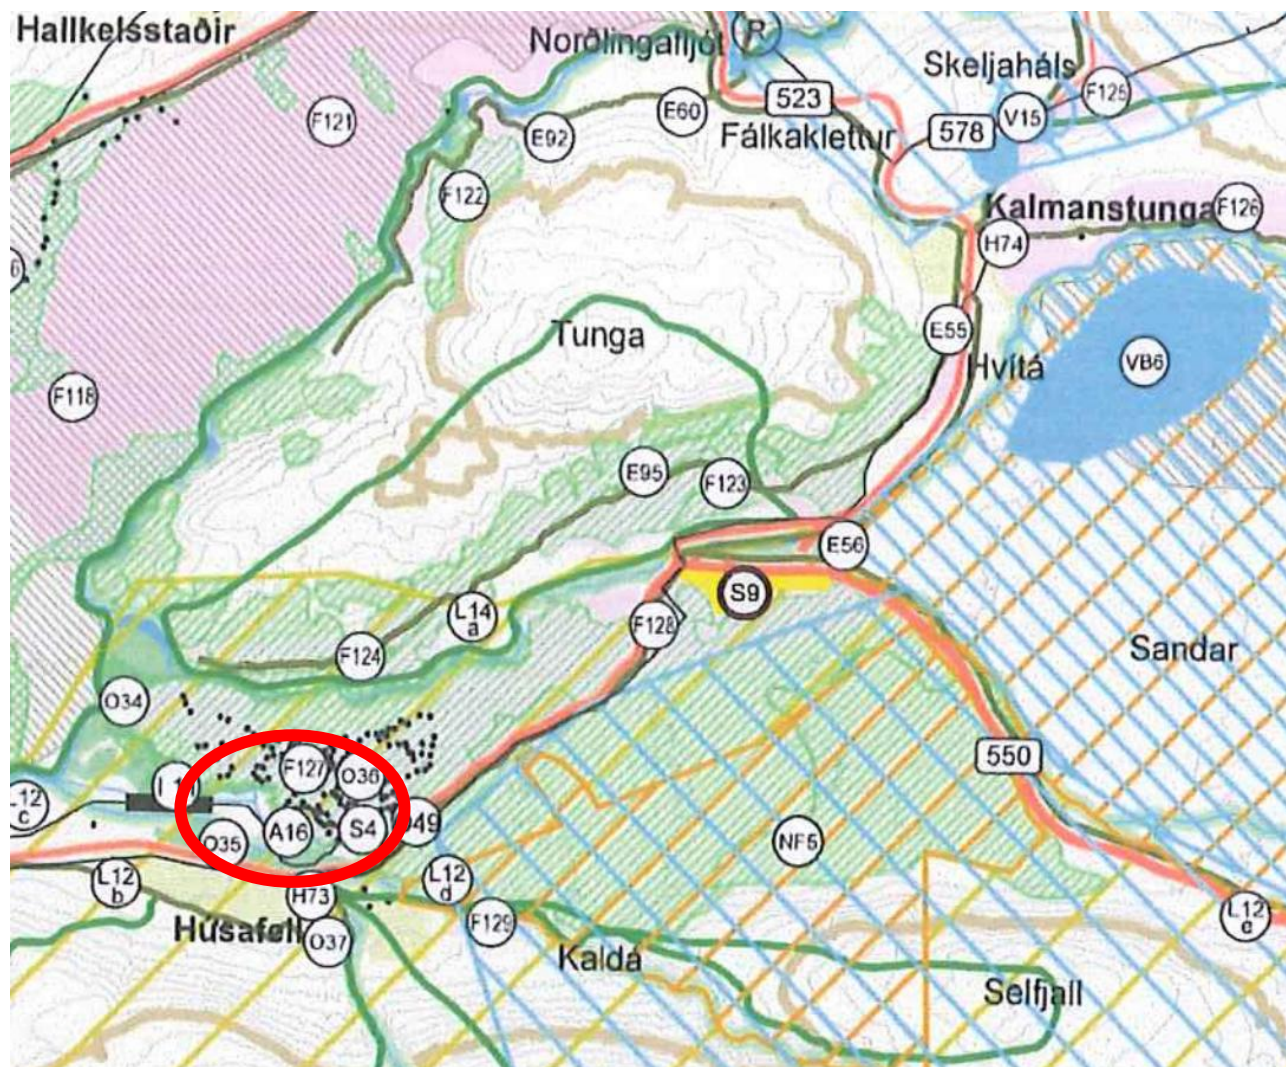 Hallkelsstaðir
Norðlingafljót
R
Skeljaháls
F121
E92
E60
523
578
V15
F125
Fálkaklettur
F122
Kalmanstunga
F126
H74
Tunga
E55
Hvítá
VB6
F118
E95
F123
E56
S9
L14
a
F128
F124
Sandar
O34
550
F127
O36
L12
c
O35
A16
S4
O49
NF5
L12
b
H73
L12
d
Húsafell
O37
F129
Kaldá
L12
e
Selfjall